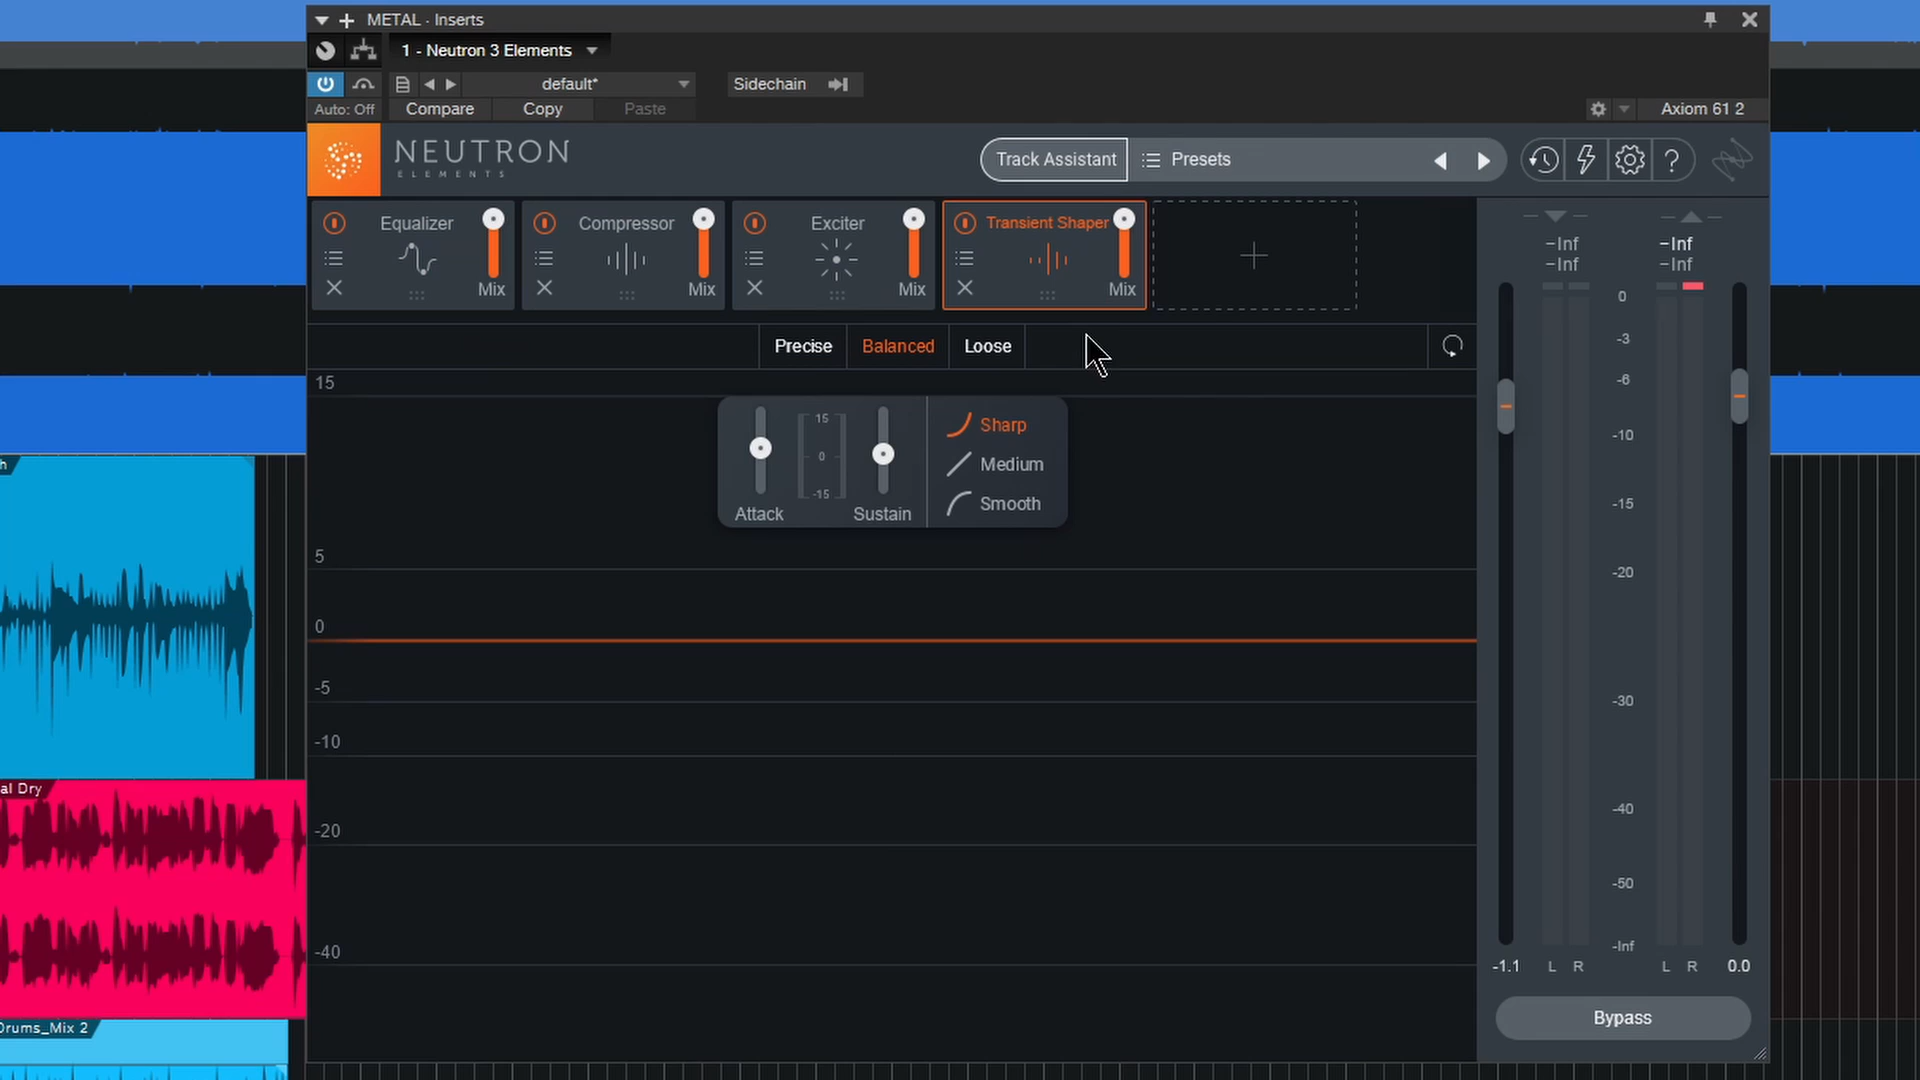 METAL · Inserts
1 - Neutron 3 Elements
default*
Sidechain
Auto: Off
Compare
Copy
Paste
Axiom 61 2
NEUTRON
ELEMENTS
Track Assistant
Presets
?
Equalizer
Mix
Compressor
Mix
Exciter
Mix
Transient Shaper
Mix
Precise
Balanced
Loose
15
5
0
-5
-10
-20
-40
15
0
-15
Attack
Sustain
Sharp
Medium
Smooth
-Inf
-Inf
-Inf
-Inf
0
-3
-6
-10
-15
-20
-30
-40
-50
-Inf
-1.1
L
R
L
R
0.0
Bypass
h
al Dry
Drums_Mix 2